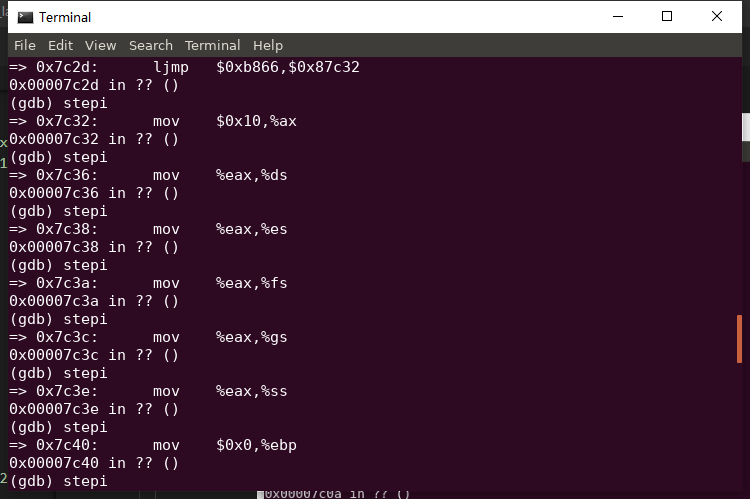 Terminal
File Edit View Search Terminal Help
=> 0x7c2d:      ljmp   $0xb866,$0x87c32
0x00007c2d in ?? ()
(gdb) stepi
=> 0x7c32:      mov    $0x10,%ax
0x00007c32 in ?? ()
(gdb) stepi
=> 0x7c36:      mov    %eax,%ds
0x00007c36 in ?? ()
(gdb) stepi
=> 0x7c38:      mov    %eax,%es
0x00007c38 in ?? ()
(gdb) stepi
=> 0x7c3a:      mov    %eax,%fs
0x00007c3a in ?? ()
(gdb) stepi
=> 0x7c3c:      mov    %eax,%gs
0x00007c3c in ?? ()
(gdb) stepi
=> 0x7c3e:      mov    %eax,%ss
0x00007c3e in ?? ()
(gdb) stepi
=> 0x7c40:      mov    $0x0,%ebp
0x00007c40 in ?? ()
(gdb) stepi
0x00007c0a in ?? ()